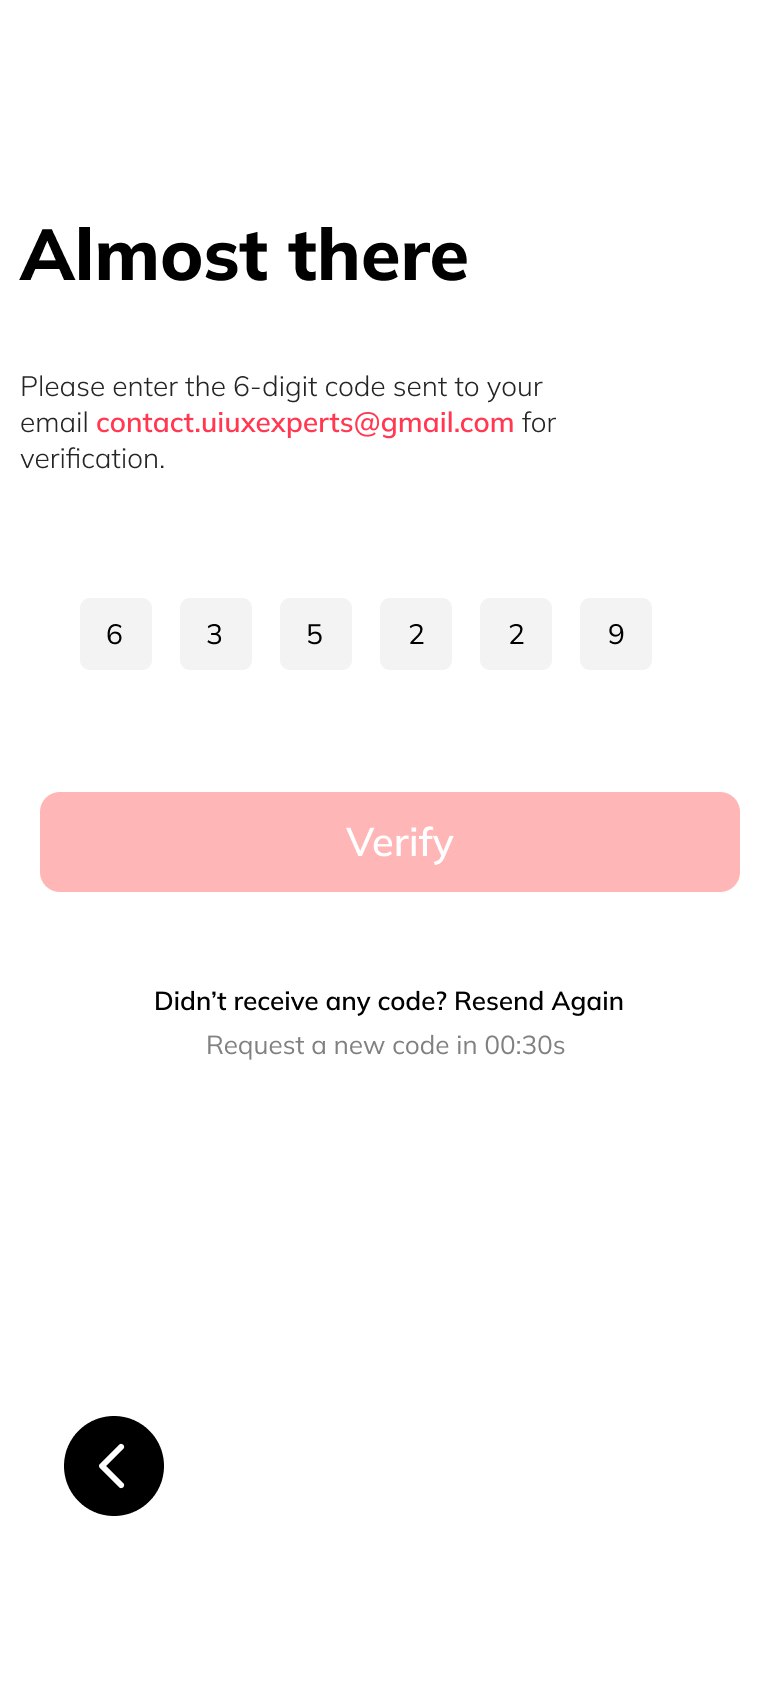 Almost there
Please enter the 6-digit code sent to your
email contact.uiuxexperts@gmail.com for
verification.
6 3 5 2 2 9
Verify
Didn’t receive any code? Resend Again
Request a new code in 00:30s